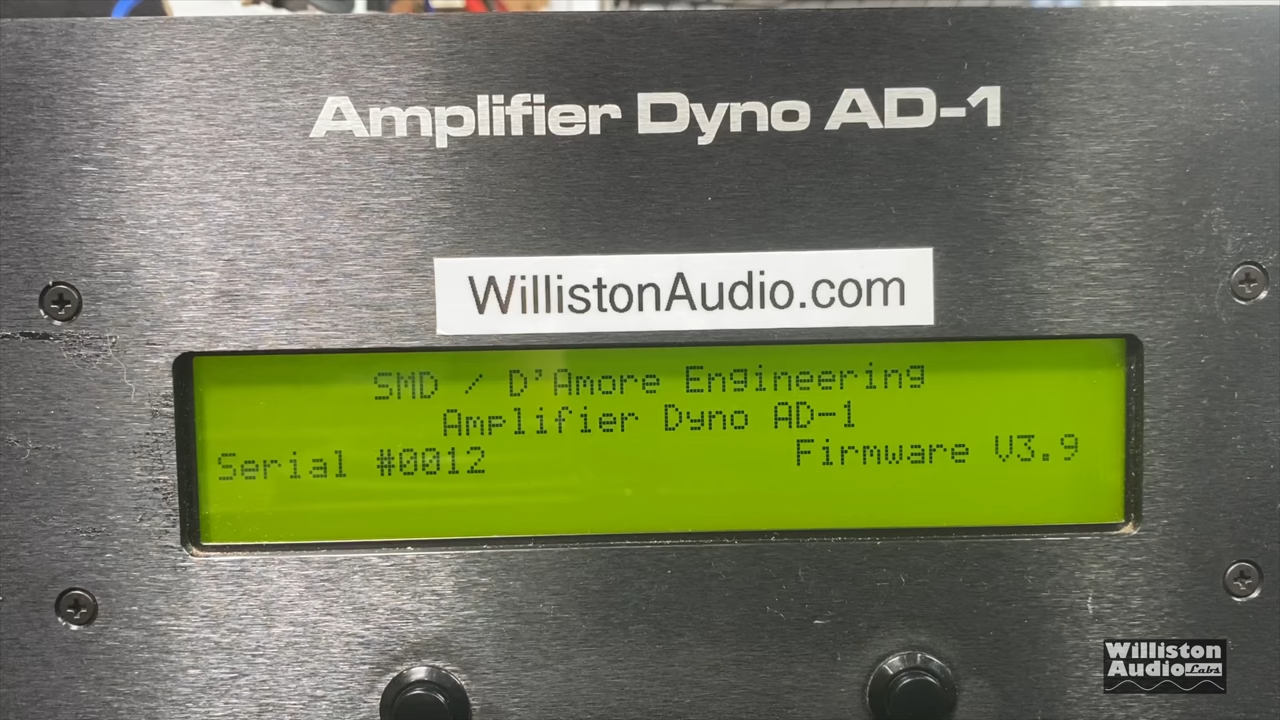 Amplifier Dyno AD-1
WillistonAudio.com
SMD / D'Amore Engineering
Amplifier Dyno AD-1
Serial #0012 Firmware V3.9
Williston
Audio Labs